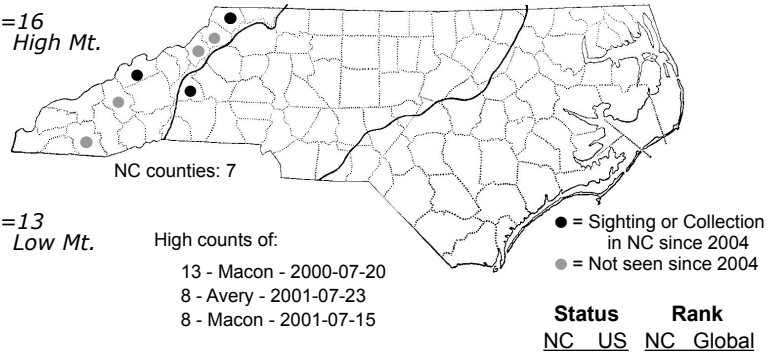 =16
High Mt.
NC counties: 7
=13
Low Mt.
High counts of:
13 - Macon - 2000-07-20
8 - Avery - 2001-07-23
8 - Macon - 2001-07-15
● = Sighting or Collection
in NC since 2004
● = Not seen since 2004
Status Rank
NC US NC Global